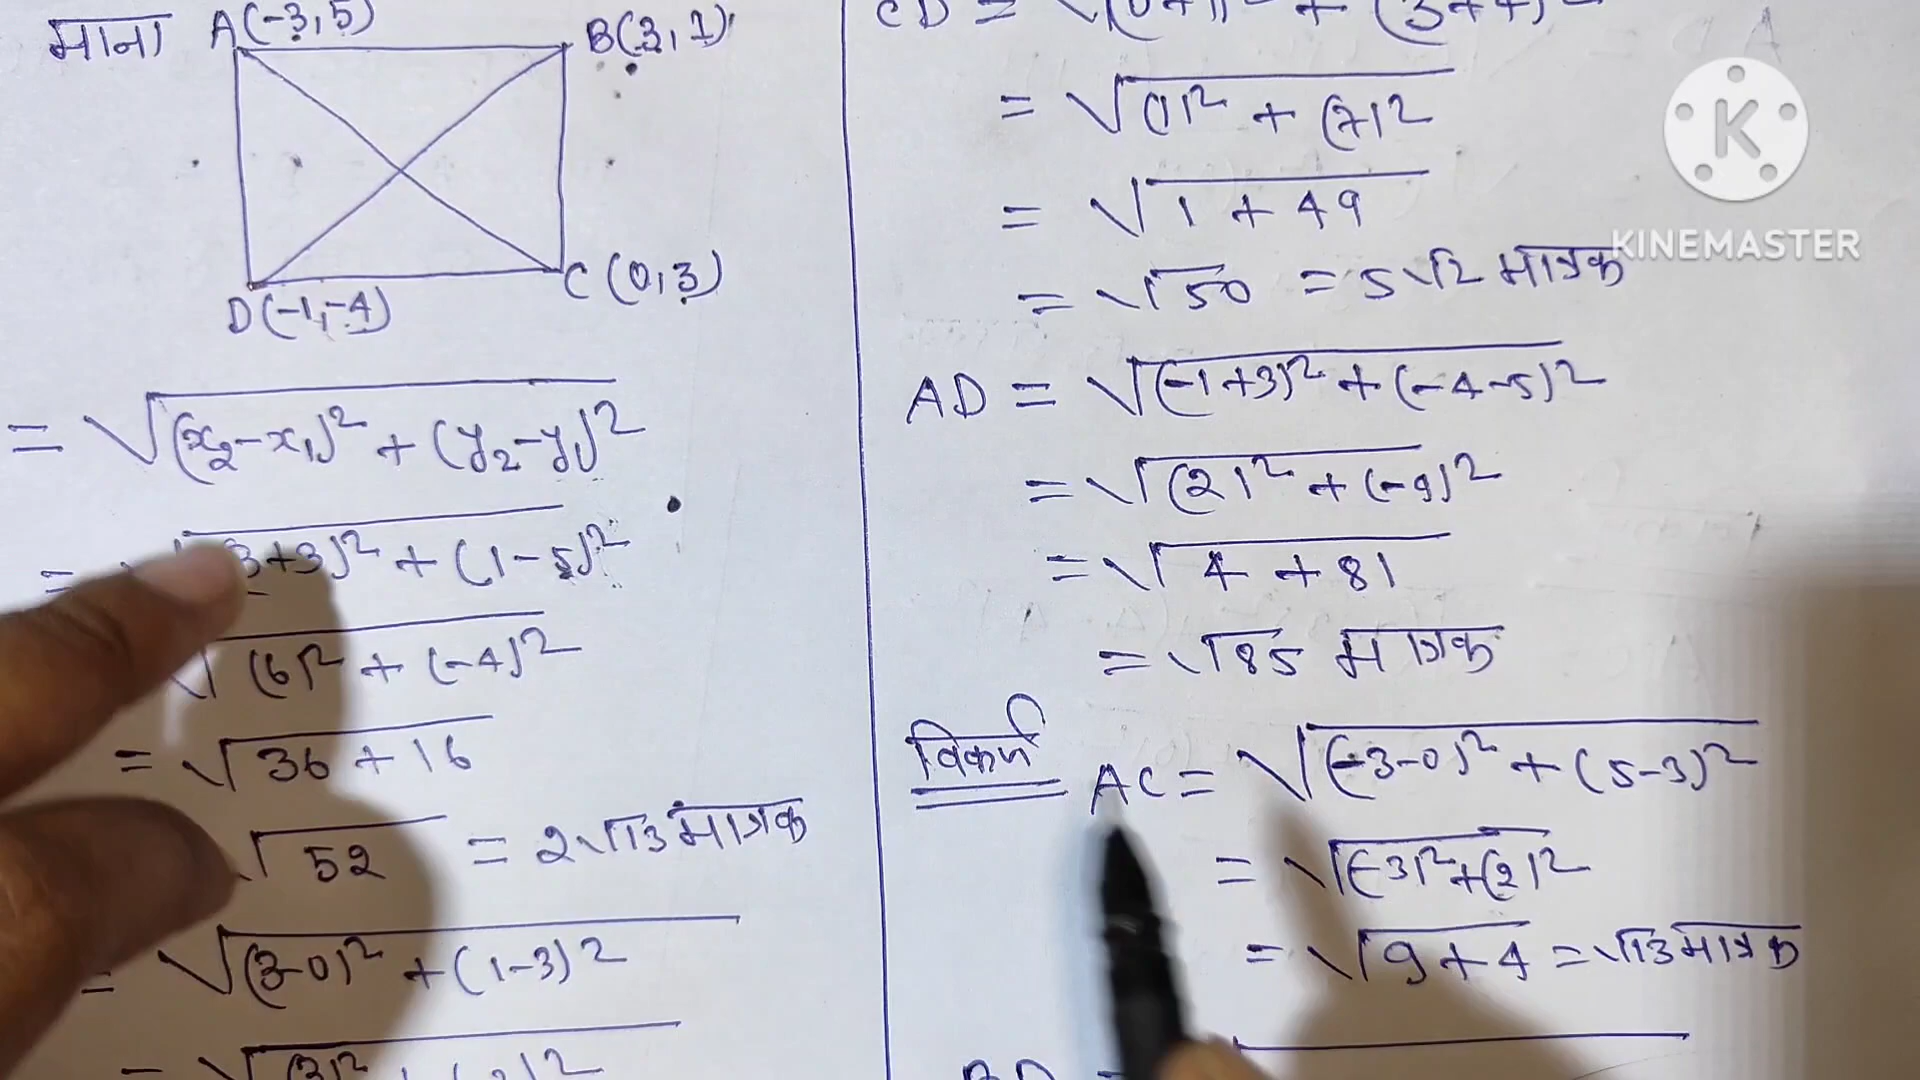 माना A(-3,5)
B(3,1)
C(0,3)
D(-1,-4)
= √(x₂-x₁)² + (y₂-y₁)²
= √(3+3)² + (1-5)²
√(6)² + (-4)²
= √36+16
√52 = 2√13 मात्रक
= √(3-0)² + (1-3)²
= √(3)² +
CD =
= √(1)² + (7)²
= √1 + 49
= √50 = 5√2 मात्रक
AD = √(-1+3)² + (-4-5)²
= √(2)² + (-9)²
= √4 + 81
= √85 मात्रक
विकर्ण AC = √(-3-0)² + (5-3)²
= √(-3)²+(2)²
= √9+4 = √13 मात्रक
BD =
K
KINEMASTER